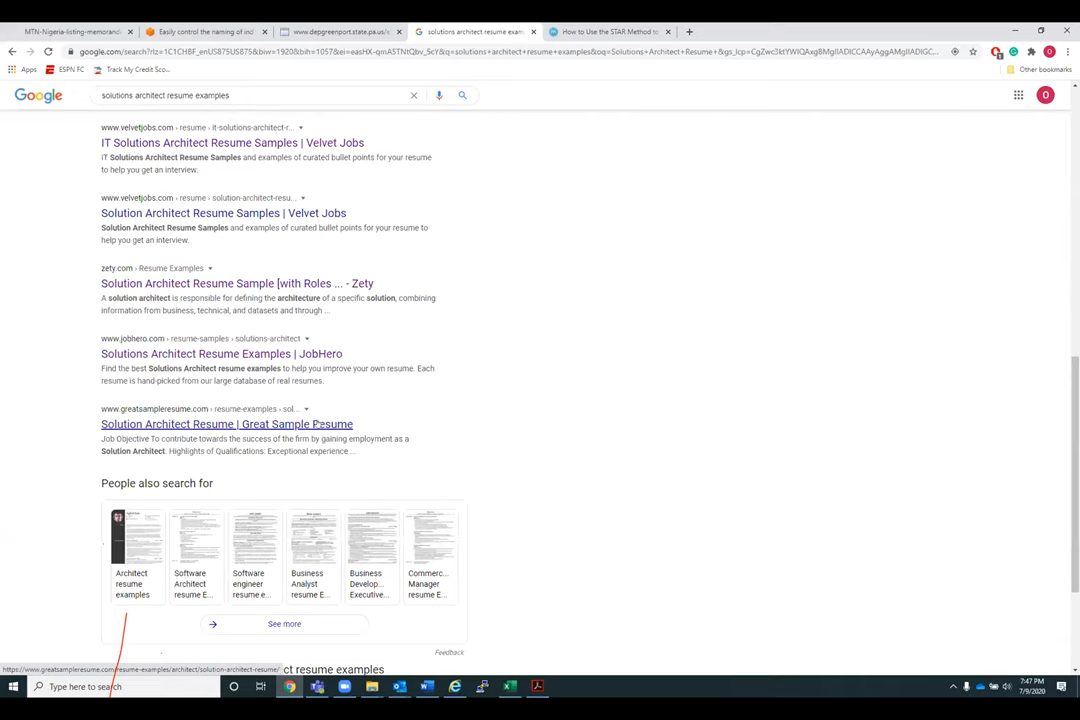 MTN-Nigeria-listing-memorand
Easily control the naming of ind
www.depgreenport.state.pa.us/e
solutions architect resume exam
How to Use the STAR Method to
google.com/search?rlz=1C1CHBF_enUS875US875&biw=1920&bih=1057&ei=easHX-qmA5TNtQbv_5cY&q=solutions+architect+resume+examples&oq=Solutions+Architect+Resume+&gs_lcp=CgZwc3ktYWIQAxgBMgIIADICCAAyAggAMgIIADIC...
Apps
ESPN FC
Track My Credit Sco...
Other bookmarks
Google
solutions architect resume examples
O
www.velvetjobs.com › resume › it-solutions-architect-r...
IT Solutions Architect Resume Samples | Velvet Jobs
IT Solutions Architect Resume Samples and examples of curated bullet points for your resume
to help you get an interview.
www.velvetjobs.com › resume › solution-architect-resu...
Solution Architect Resume Samples | Velvet Jobs
Solution Architect Resume Samples and examples of curated bullet points for your resume to
help you get an interview.
zety.com › Resume Examples
Solution Architect Resume Sample [with Roles ... - Zety
A solution architect is responsible for defining the architecture of a specific solution, combining
information from business, technical, and datasets and through ...
www.jobhero.com › resume-samples › solutions-architect
Solutions Architect Resume Examples | JobHero
Find the best Solutions Architect resume examples to help you improve your own resume. Each
resume is hand-picked from our large database of real resumes.
www.greatsampleresume.com › resume-examples › sol...
Solution Architect Resume | Great Sample Resume
Job Objective To contribute towards the success of the firm by gaining employment as a
Solution Architect. Highlights of Qualifications: Exceptional experience ...
People also search for
Architect
resume
examples
Software
Architect
resume E...
Software
engineer
resume e...
Business
Analyst
resume E...
Business
Develop...
Executive...
Commerc...
Manager
resume E...
See more
Feedback
https://www.greatsampleresume.com/resume-examples/architect/solution-architect-resume/
ct resume examples
Type here to search
7:47 PM
7/9/2020